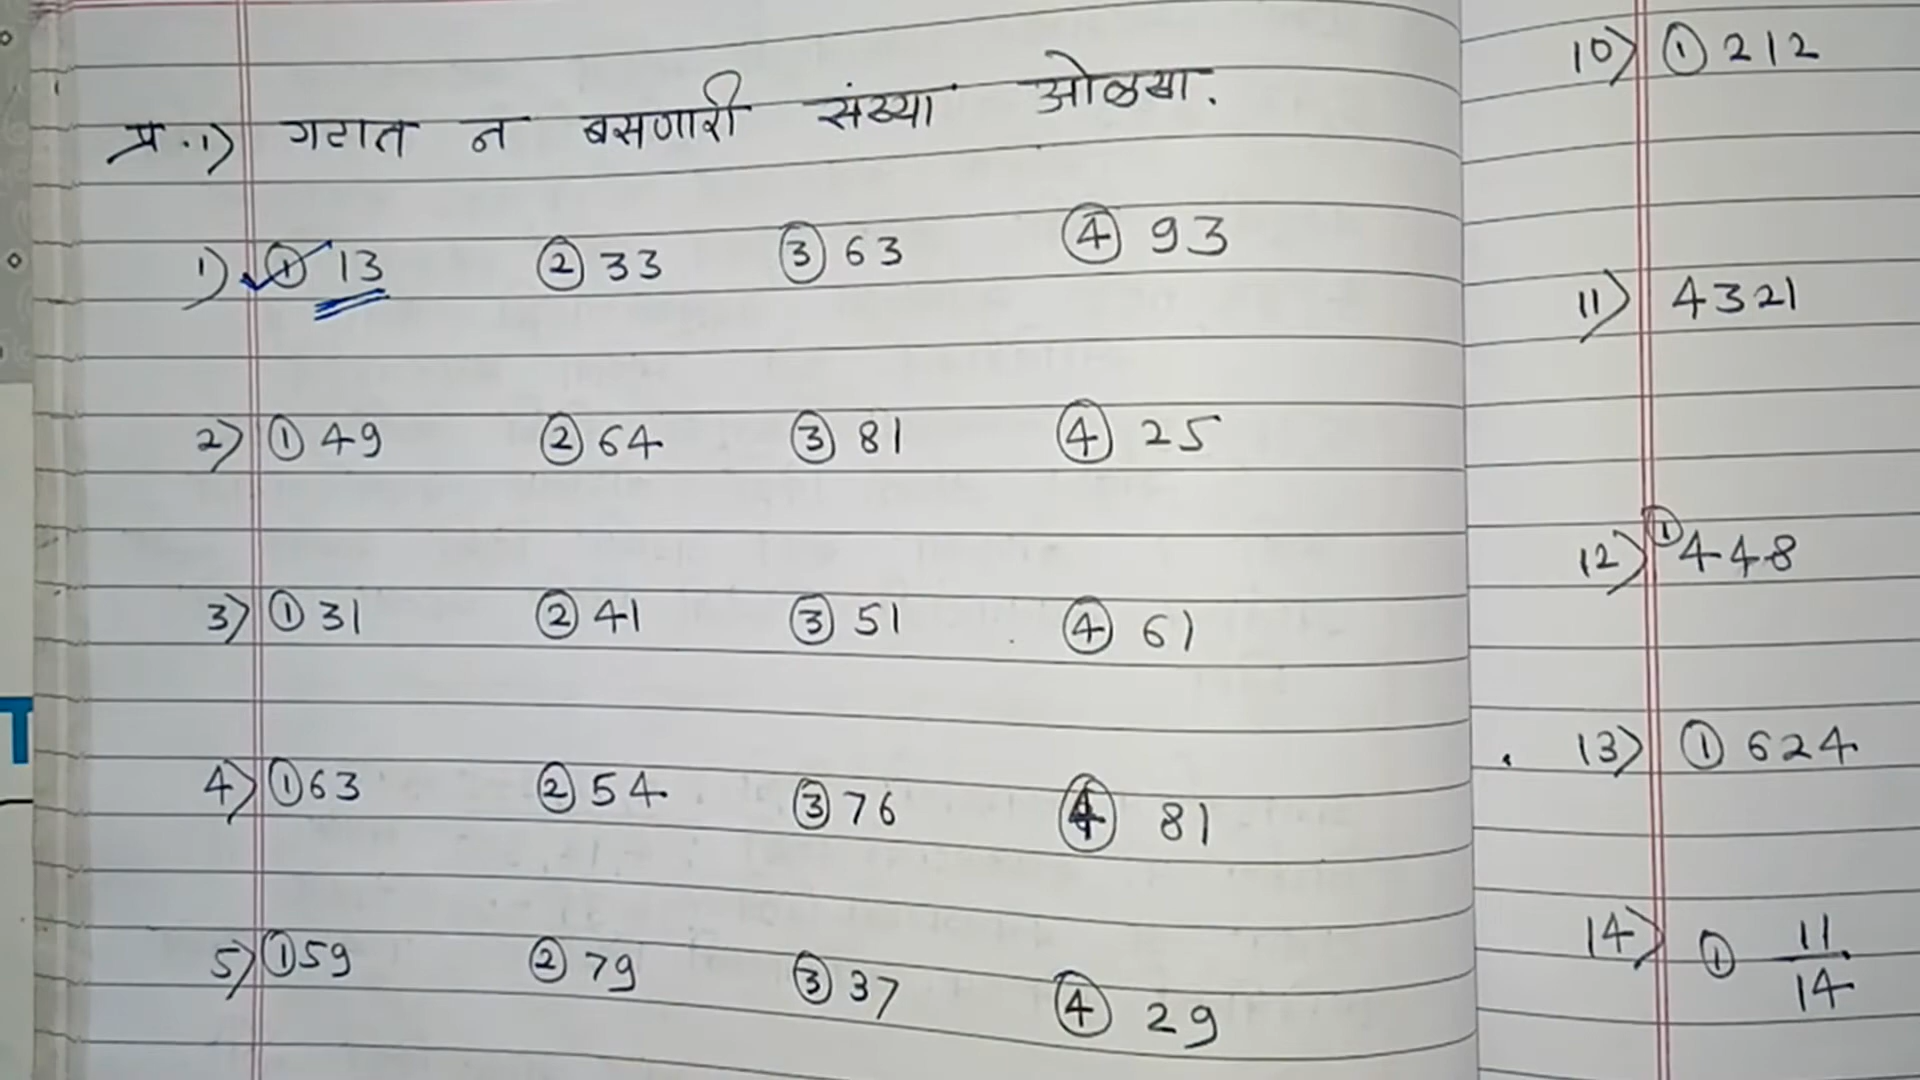 प्र.1) गटात न बसणारी संख्या ओळखा.
1) ① 13 ② 33 ③ 63 ④ 93
2) ① 49 ② 64 ③ 81 ④ 25
3) ① 31 ② 41 ③ 51 ④ 61
4) ① 63 ② 54 ③ 76 ④ 81
5) ① 59 ② 79 ③ 37 ④ 29
10) ① 212
11) 4321
12) ① 448
13) ① 624
14) ① 11/14
T